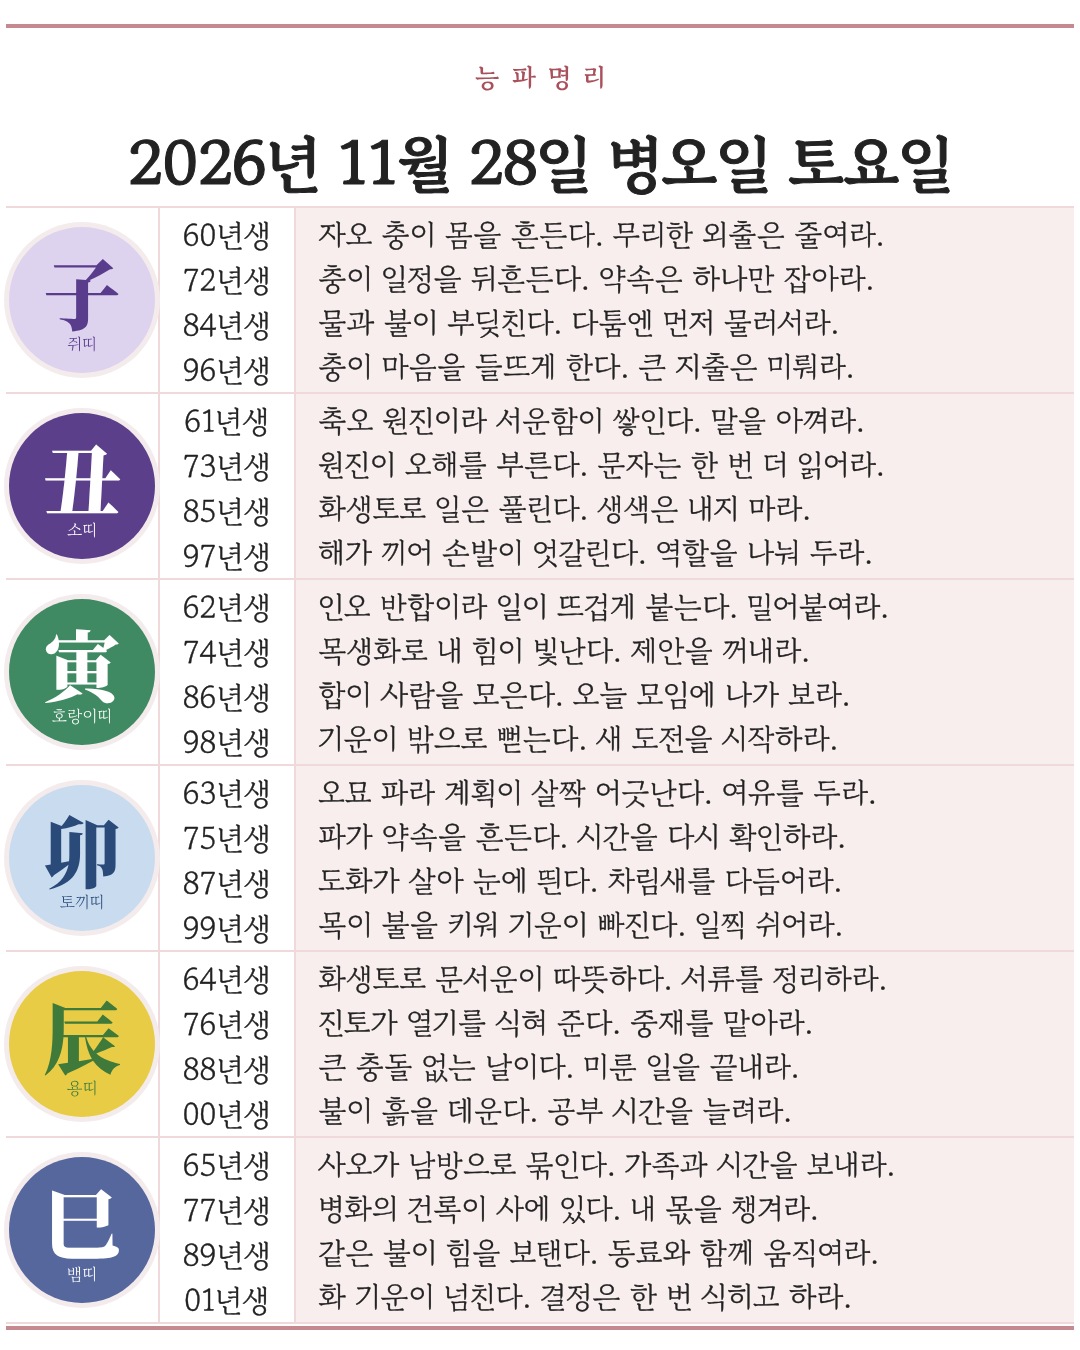 능파명리
2026년 11월 28일 병오일 토요일
子
쥐띠
60년생 자오 충이 몸을 흔든다. 무리한 외출은 줄여라.
72년생 충이 일정을 뒤흔든다. 약속은 하나만 잡아라.
84년생 물과 불이 부딪친다. 다툼엔 먼저 물러서라.
96년생 충이 마음을 들뜨게 한다. 큰 지출은 미뤄라.
丑
소띠
61년생 축오 원진이라 서운함이 쌓인다. 말을 아껴라.
73년생 원진이 오해를 부른다. 문자는 한 번 더 읽어라.
85년생 화생토로 일은 풀린다. 생색은 내지 마라.
97년생 해가 끼어 손발이 엇갈린다. 역할을 나눠 두라.
寅
호랑이띠
62년생 인오 반합이라 일이 뜨겁게 붙는다. 밀어붙여라.
74년생 목생화로 내 힘이 빛난다. 제안을 꺼내라.
86년생 합이 사람을 모은다. 오늘 모임에 나가 보라.
98년생 기운이 밖으로 뻗는다. 새 도전을 시작하라.
卯
토끼띠
63년생 오묘 파라 계획이 살짝 어긋난다. 여유를 두라.
75년생 파가 약속을 흔든다. 시간을 다시 확인하라.
87년생 도화가 살아 눈에 띈다. 차림새를 다듬어라.
99년생 목이 불을 키워 기운이 빠진다. 일찍 쉬어라.
辰
용띠
64년생 화생토로 문서운이 따뜻하다. 서류를 정리하라.
76년생 진토가 열기를 식혀 준다. 중재를 맡아라.
88년생 큰 충돌 없는 날이다. 미룬 일을 끝내라.
00년생 불이 흙을 데운다. 공부 시간을 늘려라.
巳
뱀띠
65년생 사오가 남방으로 묶인다. 가족과 시간을 보내라.
77년생 병화의 건록이 사에 있다. 내 몫을 챙겨라.
89년생 같은 불이 힘을 보탠다. 동료와 함께 움직여라.
01년생 화 기운이 넘친다. 결정은 한 번 식히고 하라.